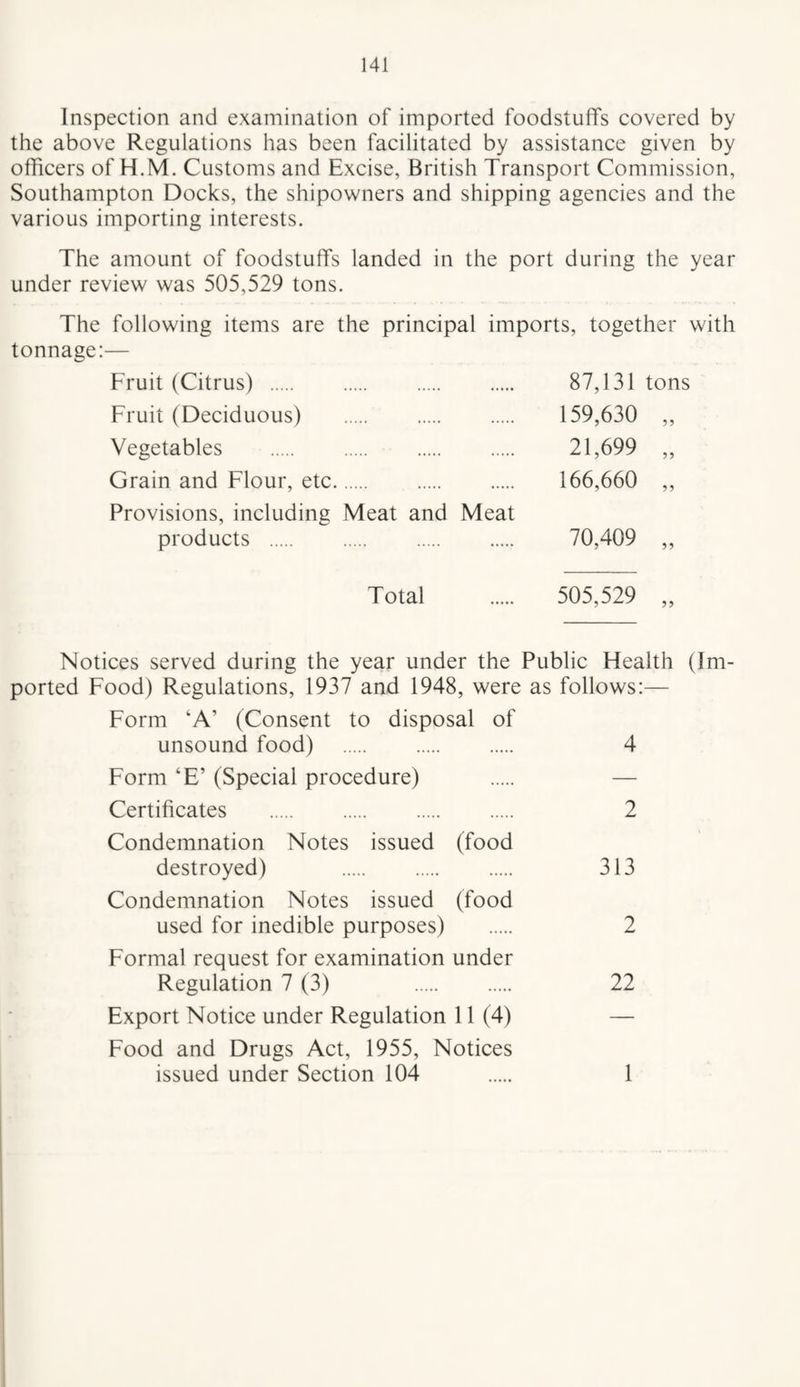 141
Inspection and examination of imported foodstuffs covered by
the above Regulations has been facilitated by assistance given by
officers of H.M. Customs and Excise, British Transport Commission,
Southampton Docks, the shipowners and shipping agencies and the
various importing interests.
The amount of foodstuffs landed in the port during the year
under review was 505,529 tons.
The following items are the principal imports, together with
tonnage:—
Fruit (Citrus) ..... ..... ..... ..... 87,131 tons
Fruit (Deciduous) ..... ..... ..... 159,630 „
Vegetables ..... ..... ..... ..... 21,699 „
Grain and Flour, etc. ..... ..... ..... 166,660 „
Provisions, including Meat and Meat
products ..... ..... ..... ..... 70,409 „
Total ..... 505,529 „
Notices served during the year under the Public Health (Im-
ported Food) Regulations, 1937 and 1948, were as follows:—
Form ‘A’ (Consent to disposal of
unsound food) ..... ..... ..... 4
Form ‘E’ (Special procedure) ..... —
Certificates ..... ..... ..... ..... 2
Condemnation Notes issued (food
destroyed) ..... ..... ..... 313
Condemnation Notes issued (food
used for inedible purposes) ..... 2
Formal request for examination under
Regulation 7 (3) ..... ..... 22
Export Notice under Regulation 11 (4) —
Food and Drugs Act, 1955, Notices
issued under Section 104 ..... 1